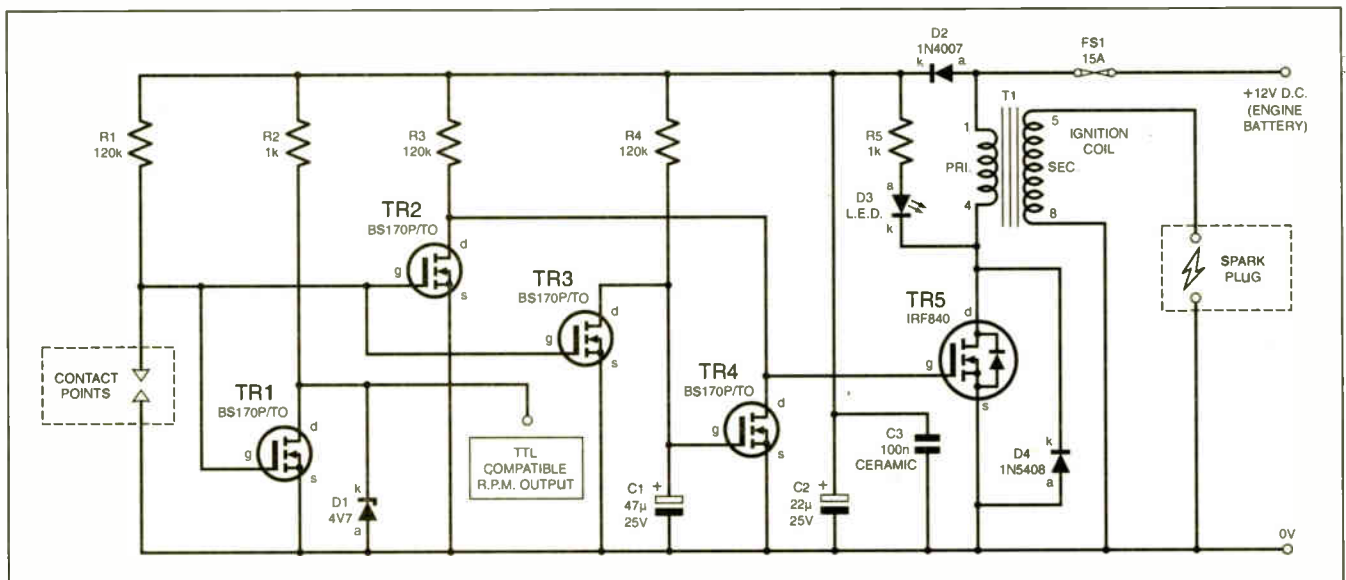 D2
1N4007
k
a
FS1
15A
+12V D.C.
(ENGINE
BATTERY)
R1
120k
R2
1k
R3
120k
R4
120k
R5
1k
T1
1
4
PRI.
SEC
5
8
IGNITION
COIL
a
D3
L.E.D.
k
TR2
BS170P/TO
d
g
s
TR3
BS170P/TO
d
g
s
TR5
IRF840
d
g
s
SPARK
PLUG
CONTACT
POINTS
TR1
BS170P/TO
d
g
s
TR4
BS170P/TO
d
g
s
k
D1
4V7
a
TTL
COMPATIBLE
R.P.M. OUTPUT
C1
47µ
25V
+
C2
22µ
25V
+
C3
100n
CERAMIC
k
D4
1N5408
a
0V